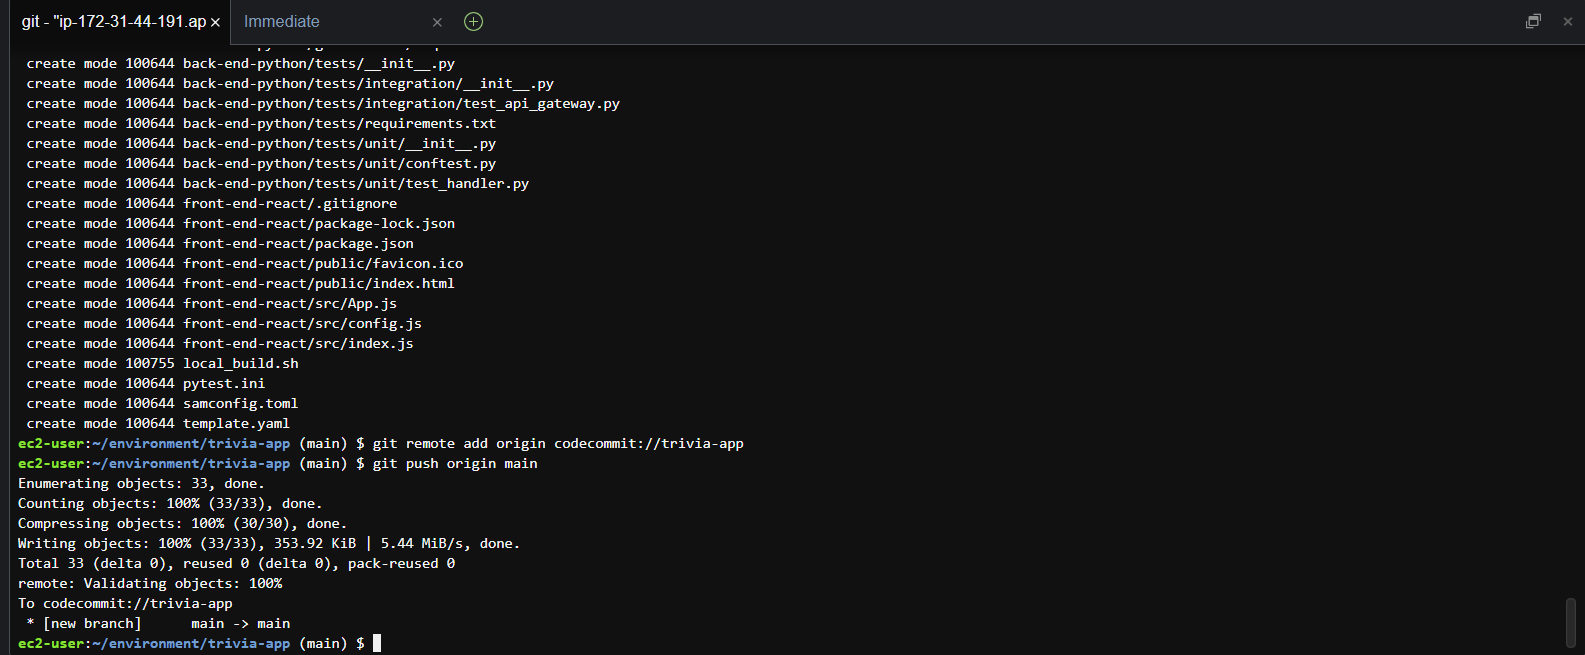 git - "ip-172-31-44-191.ap ×
Immediate ×
create mode 100644 back-end-python/tests/__init__.py
create mode 100644 back-end-python/tests/integration/__init__.py
create mode 100644 back-end-python/tests/integration/test_api_gateway.py
create mode 100644 back-end-python/tests/requirements.txt
create mode 100644 back-end-python/tests/unit/__init__.py
create mode 100644 back-end-python/tests/unit/conftest.py
create mode 100644 back-end-python/tests/unit/test_handler.py
create mode 100644 front-end-react/.gitignore
create mode 100644 front-end-react/package-lock.json
create mode 100644 front-end-react/package.json
create mode 100644 front-end-react/public/favicon.ico
create mode 100644 front-end-react/public/index.html
create mode 100644 front-end-react/src/App.js
create mode 100644 front-end-react/src/config.js
create mode 100644 front-end-react/src/index.js
create mode 100755 local_build.sh
create mode 100644 pytest.ini
create mode 100644 samconfig.toml
create mode 100644 template.yaml
ec2-user:~/environment/trivia-app (main) $ git remote add origin codecommit://trivia-app
ec2-user:~/environment/trivia-app (main) $ git push origin main
Enumerating objects: 33, done.
Counting objects: 100% (33/33), done.
Compressing objects: 100% (30/30), done.
Writing objects: 100% (33/33), 353.92 KiB | 5.44 MiB/s, done.
Total 33 (delta 0), reused 0 (delta 0), pack-reused 0
remote: Validating objects: 100%
To codecommit://trivia-app
* [new branch]      main -> main
ec2-user:~/environment/trivia-app (main) $